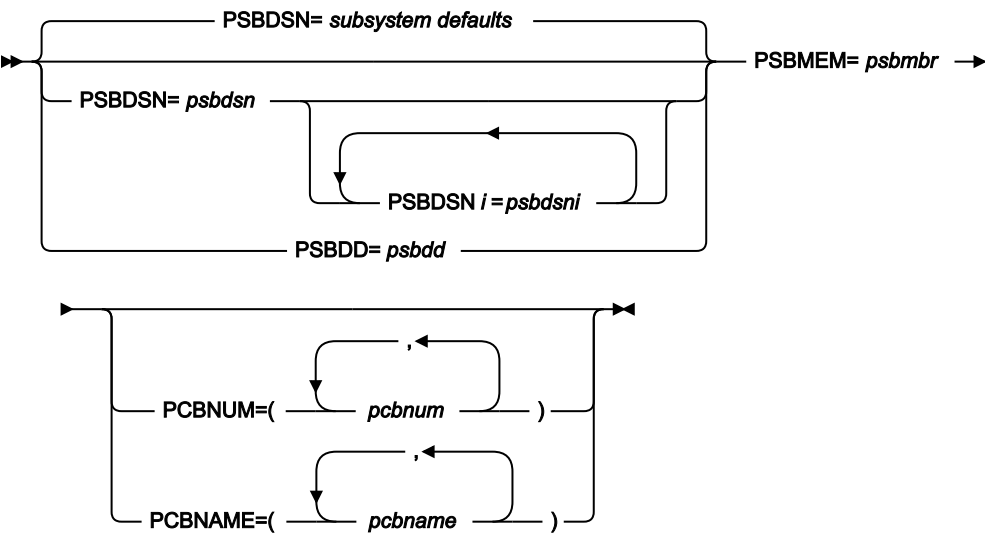 PSBDSN= subsystem defaults
PSBMEM= psbmbr
PSBDSN= psbdsn
PSBDSN i =psbdsni
PSBDD= psbdd
,
PCBNUM=( pcbnum )
,
PCBNAME=( pcbname )